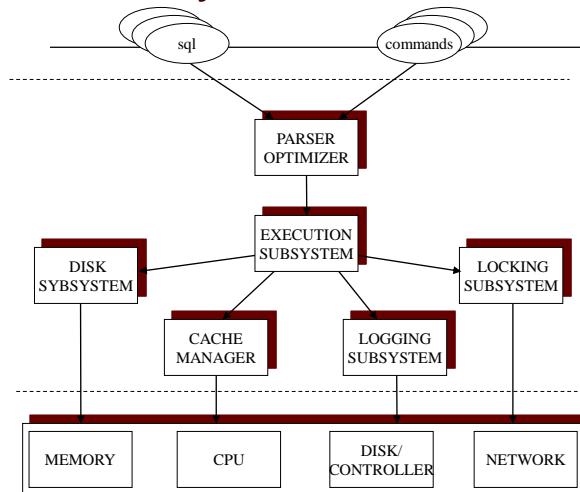 sql
commands
PARSER
OPTIMIZER
EXECUTION
SUBSYSTEM
DISK
SYBSYSTEM
LOCKING
SUBSYSTEM
CACHE
MANAGER
LOGGING
SUBSYSTEM
MEMORY
CPU
DISK/
CONTROLLER
NETWORK